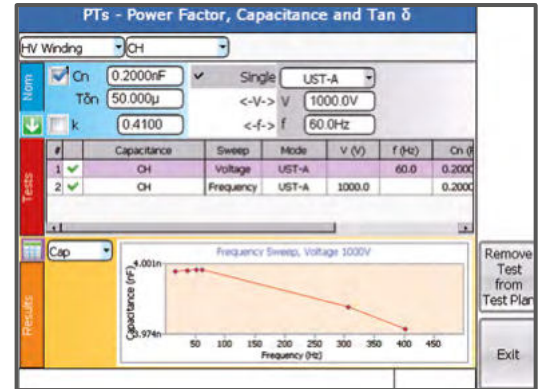 PTs - Power Factor, Capacitance and Tan δ
HV Winding CH
Nom
Cn 0.2000nF Single UST-A
Tδn 50.000µ <-V-> V 1000.0V
k 0.4100 <-f-> f 60.0Hz
Tests
# Capacitance Sweep Mode V (V) f (Hz) Cn (F
1 CH Voltage UST-A 60.0 0.2000
2 CH Frequency UST-A 1000.0 0.2000
Results
Cap
Frequency Sweep, Voltage 1000V
Capacitance (nF)
4.001n
3.974n
50 100 150 200 250 300 350 400 450
Frequency (Hz)
Remove
Test
from
Test Plan
Exit